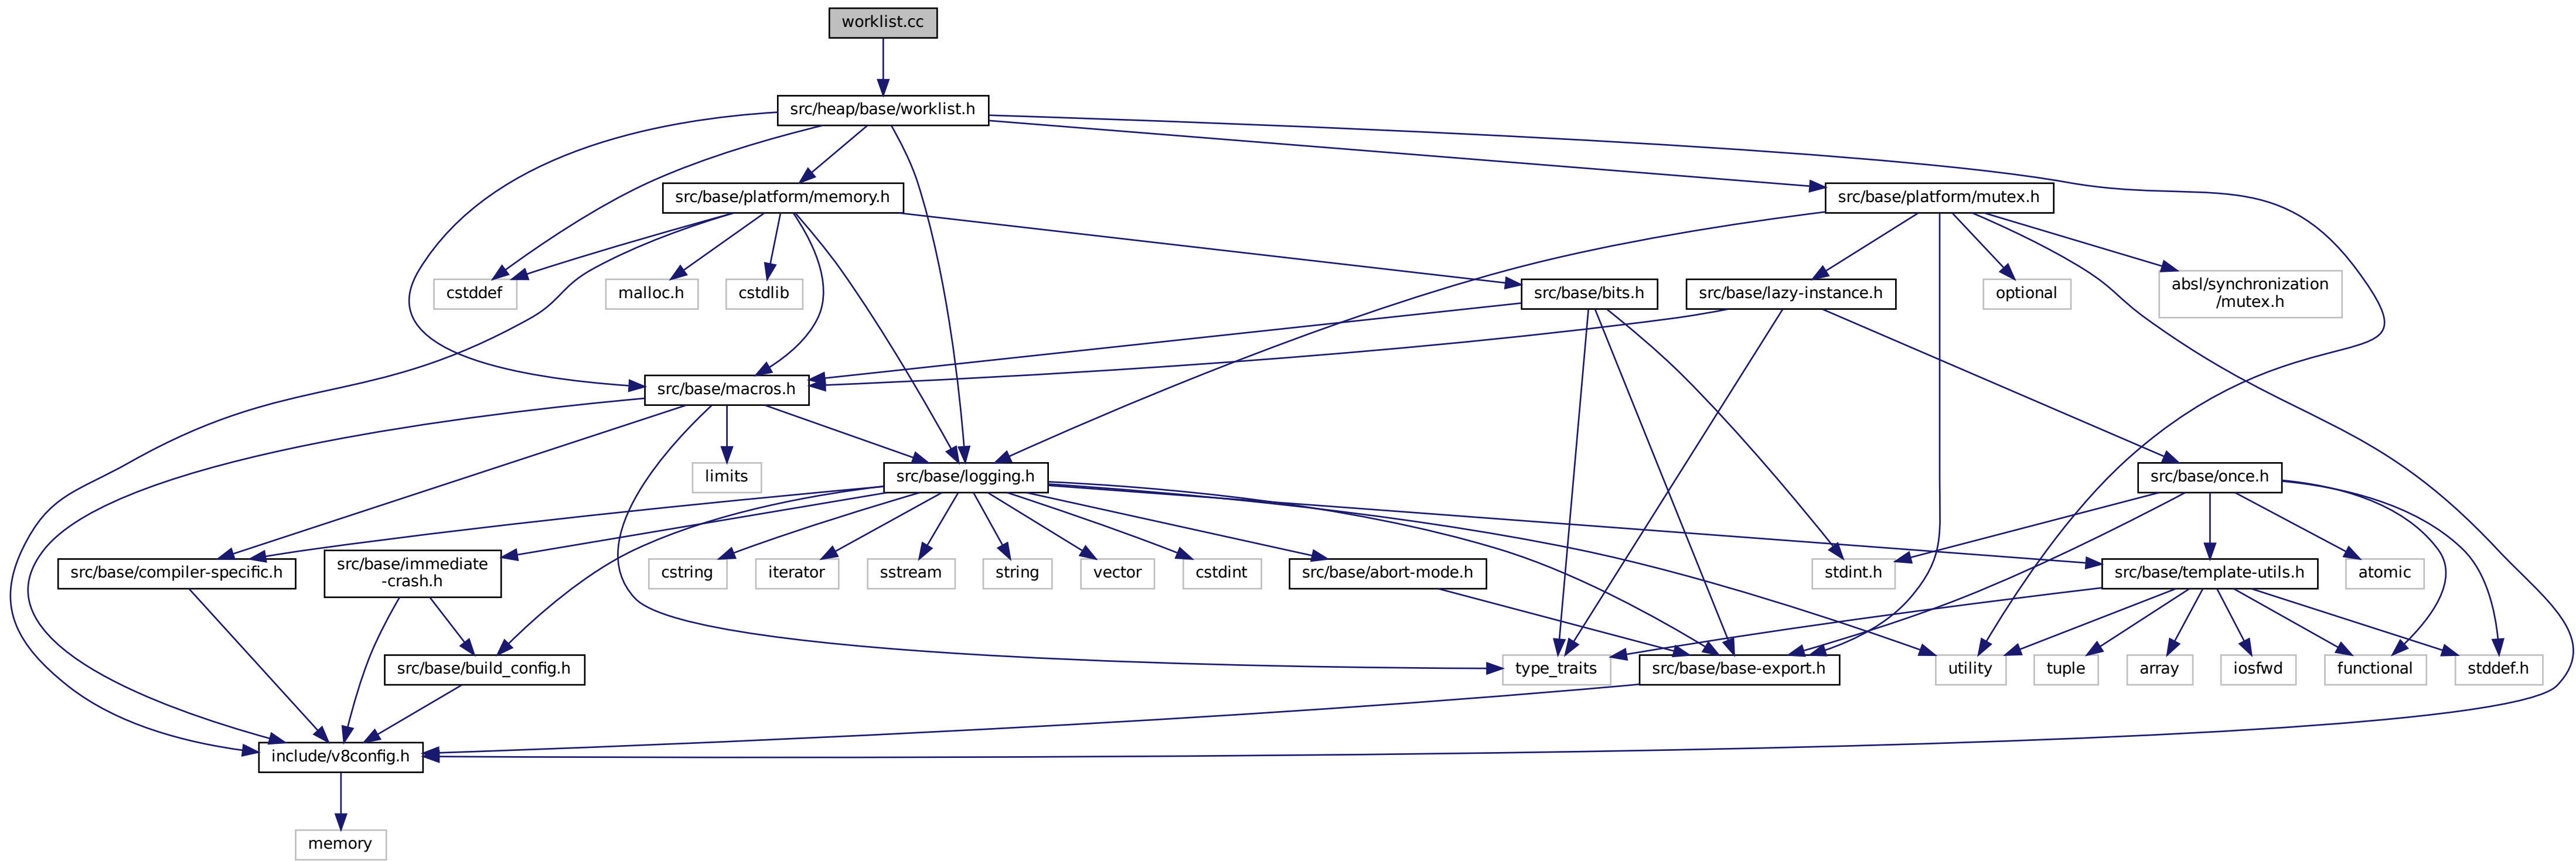 worklist.cc
src/heap/base/worklist.h
src/base/platform/memory.h
src/base/platform/mutex.h
cstddef
malloc.h
cstdlib
src/base/bits.h
src/base/lazy-instance.h
optional
absl/synchronization
/mutex.h
src/base/macros.h
limits
src/base/logging.h
src/base/once.h
src/base/compiler-specific.h
src/base/immediate
-crash.h
cstring
iterator
sstream
string
vector
cstdint
src/base/abort-mode.h
stdint.h
src/base/template-utils.h
atomic
src/base/build_config.h
type_traits
src/base/base-export.h
utility
tuple
array
iosfwd
functional
stddef.h
include/v8config.h
memory